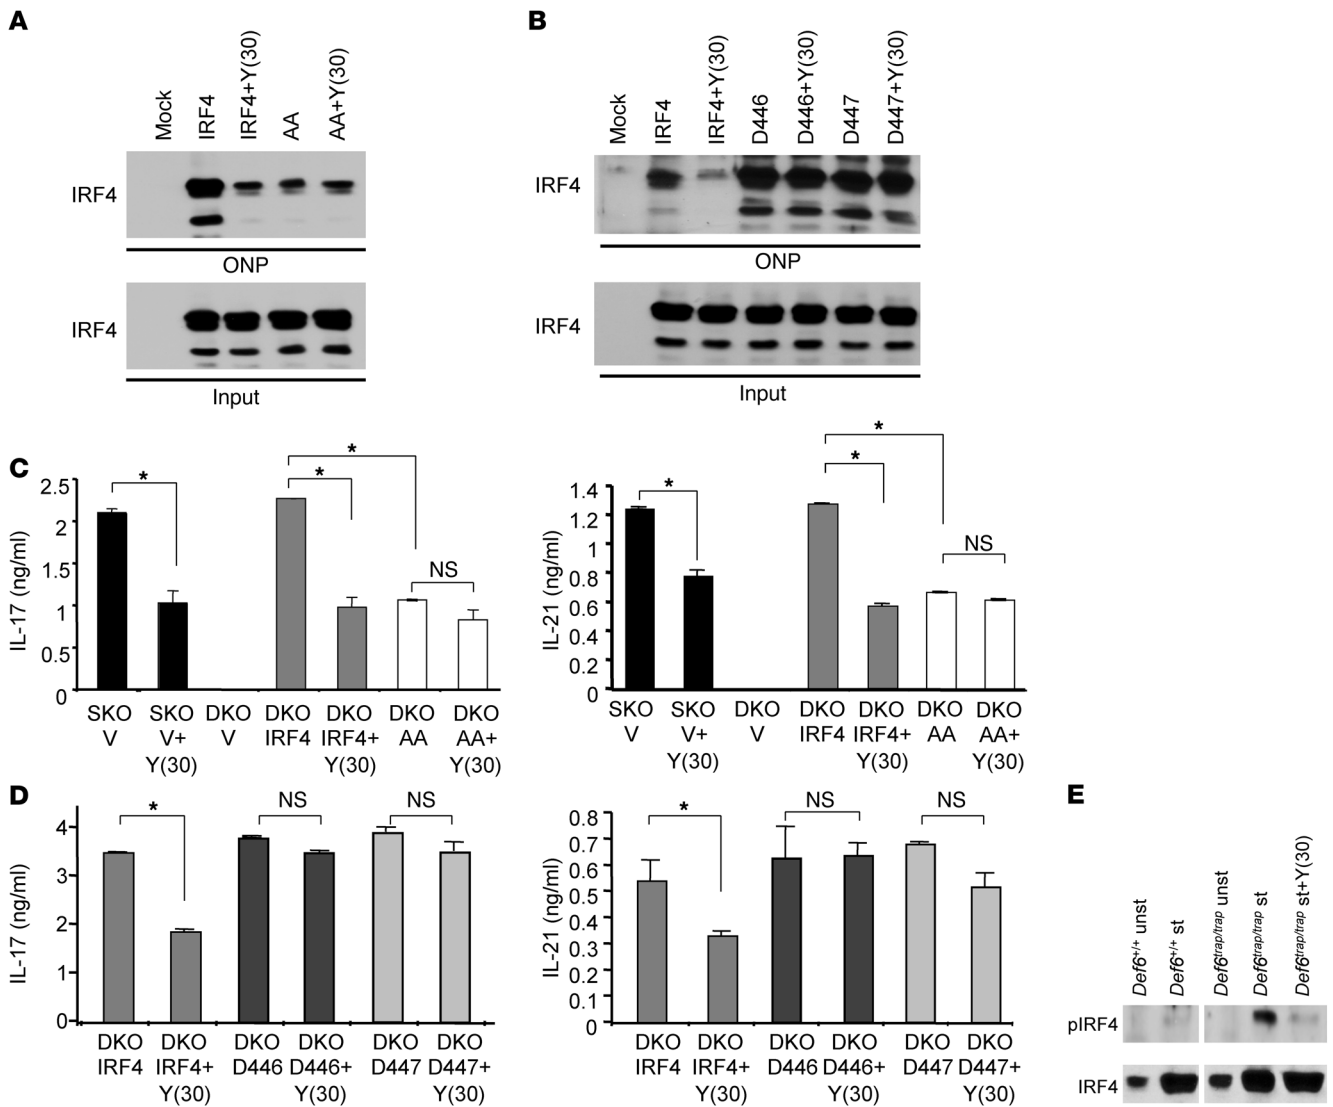 A
Mock
IRF4
IRF4+Y(30)
AA
AA+Y(30)
IRF4
ONP
IRF4
Input
B
Mock
IRF4
IRF4+Y(30)
D446
D446+Y(30)
D447
D447+Y(30)
IRF4
ONP
IRF4
Input
C
IL-17 (ng/ml)
2.5
2
1.5
1
0.5
0
*
*
*
NS
SKO SKO DKO DKO DKO DKO DKO
V V+ V IRF4 IRF4+ AA AA+
Y(30) Y(30) Y(30)
IL-21 (ng/ml)
1.4
1.2
1
0.8
0.6
0.4
0.2
0
*
*
*
NS
SKO SKO DKO DKO DKO DKO DKO
V V+ V IRF4 IRF4+ AA AA+
Y(30) Y(30) Y(30)
D
IL-17 (ng/ml)
4
3
2
4
0
*
NS
NS
DKO DKO DKO DKO DKO DKO
IRF4 IRF4+ D446 D446+ D447 D447+
Y(30) Y(30) Y(30)
IL-21 (ng/ml)
0.8
0.7
0.6
0.5
0.4
0.3
0.2
0.1
0
*
NS
NS
DKO DKO DKO DKO DKO DKO
IRF4 IRF4+ D446 D446+ D447 D447+
Y(30) Y(30) Y(30)
E
Def6+/+ unst
Def6+/+ st
Def6trap/trap unst
Def6trap/trap st
Def6trap/trap st+Y(30)
pIRF4
IRF4